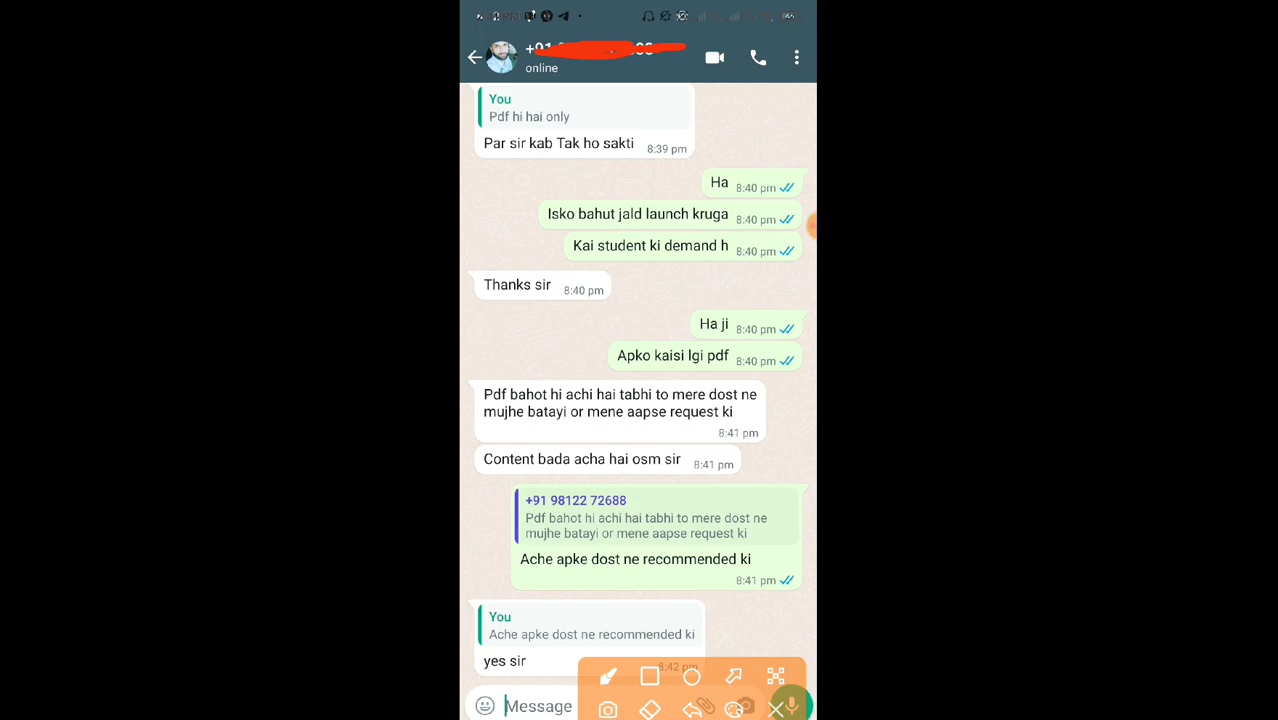 +91
online
You
Pdf hi hai only
Par sir kab Tak ho sakti
8:39 pm
Ha
8:40 pm
Isko bahut jald launch kruga
8:40 pm
Kai student ki demand h
8:40 pm
Thanks sir
8:40 pm
Ha ji
8:40 pm
Apko kaisi lgi pdf
8:40 pm
Pdf bahot hi achi hai tabhi to mere dost ne
mujhe batayi or mene aapse request ki
8:41 pm
Content bada acha hai osm sir
8:41 pm
+91 98122 72688
Pdf bahot hi achi hai tabhi to mere dost ne
mujhe batayi or mene aapse request ki
Ache apke dost ne recommended ki
8:41 pm
You
Ache apke dost ne recommended ki
yes sir
8:42 pm
Message